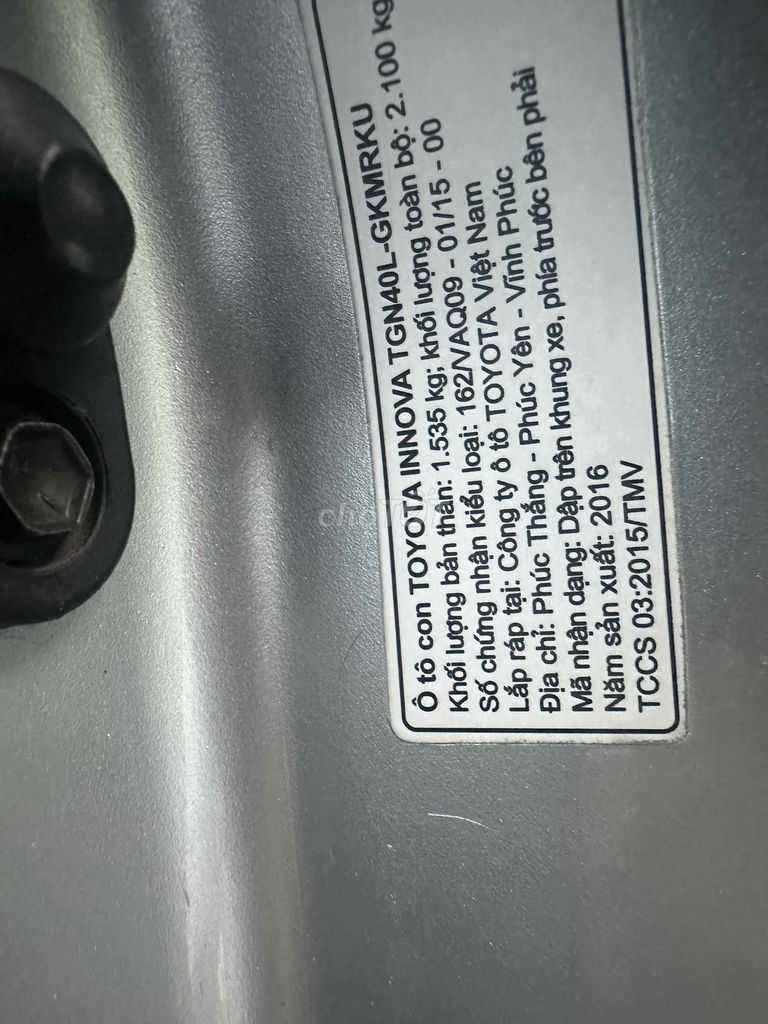 Ô tô con TOYOTA INNOVA TGN40L-GKMRKU
Khối lượng bản thân: 1.535 kg; khối lượng toàn bộ: 2.100 kg
Số chứng nhận kiểu loại: 162/VAQ09 - 01/15 - 00
Lắp ráp tại: Công ty ô tô TOYOTA Việt Nam
Địa chỉ: Phúc Thắng - Phúc Yên - Vĩnh Phúc
Mã nhận dạng: Dập trên khung xe, phía trước bên phải
Năm sản xuất: 2016
TCCS 03:2015/TMV
chợTỐT